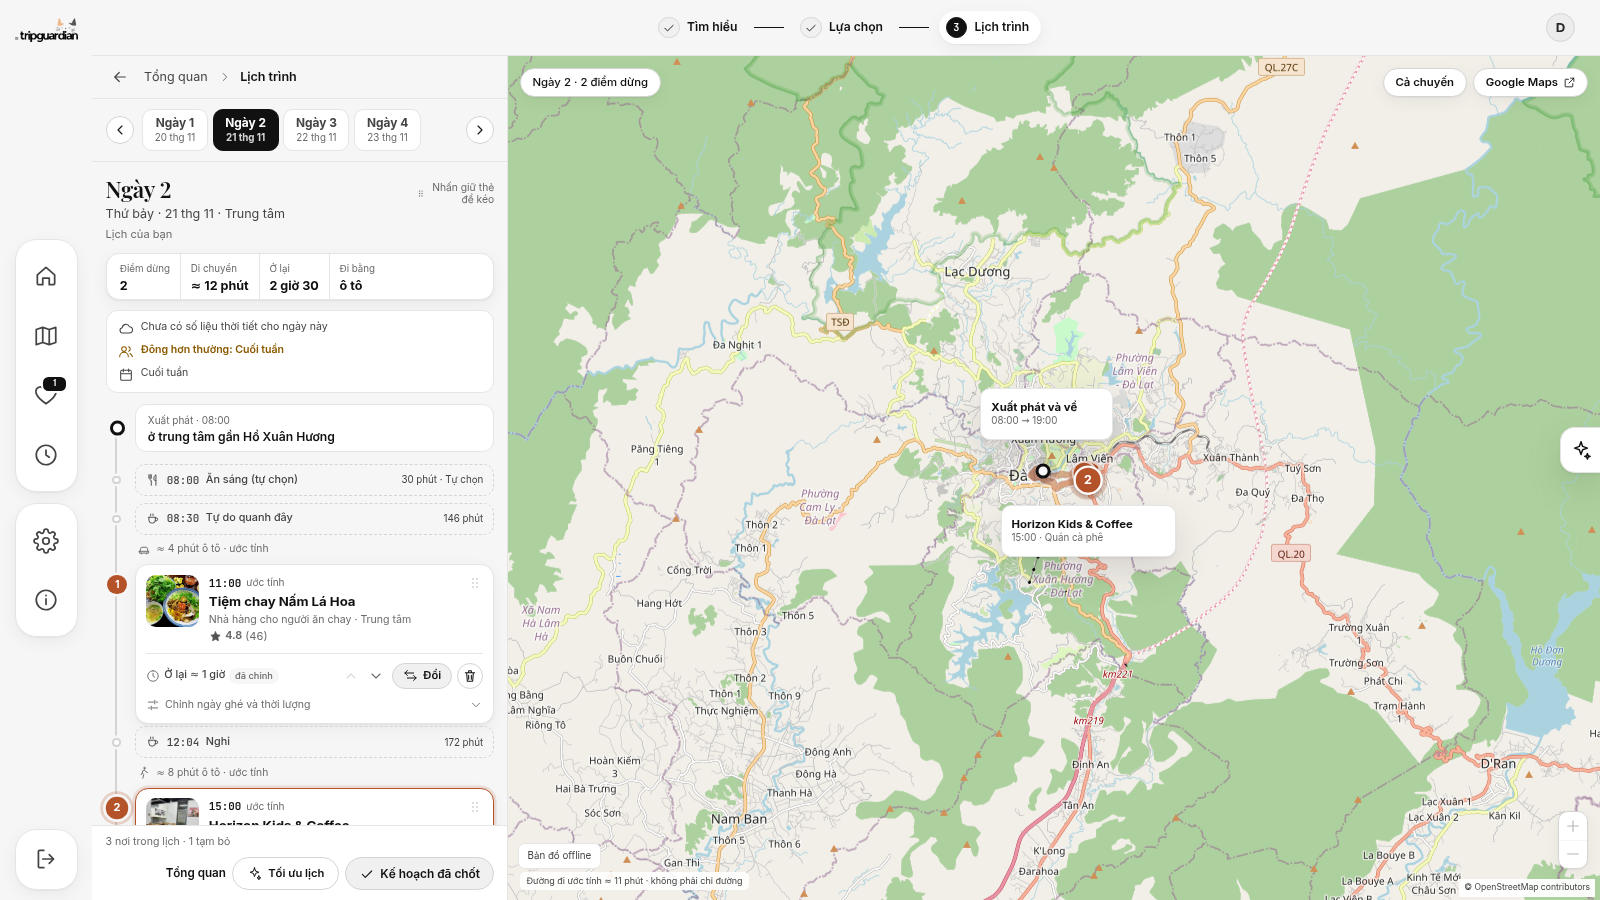 tripguardian
Tìm hiểu
Lựa chọn
3 Lịch trình
D
Tổng quan
Lịch trình
Ngày 1
20 thg 11
Ngày 2
21 thg 11
Ngày 3
22 thg 11
Ngày 4
23 thg 11
Ngày 2
Nhấn giữ thẻ
để kéo
Thứ bảy · 21 thg 11 · Trung tâm
Lịch của bạn
Điểm dừng
2
Di chuyển
≈ 12 phút
Ở lại
2 giờ 30
Đi bằng
ô tô
Chưa có số liệu thời tiết cho ngày này
Đông hơn thường: Cuối tuần
Cuối tuần
1
Xuất phát · 08:00
ở trung tâm gần Hồ Xuân Hương
08:00 Ăn sáng (tự chọn)
30 phút · Tự chọn
08:30 Tự do quanh đây
146 phút
≈ 4 phút ô tô · ước tính
1
11:00 ước tính
Tiệm chay Nấm Lá Hoa
Nhà hàng cho người ăn chay · Trung tâm
4.8 (46)
Ở lại ≈ 1 giờ đã chỉnh
Đổi
Chỉnh ngày ghé và thời lượng
12:04 Nghỉ
172 phút
≈ 8 phút ô tô · ước tính
2
15:00 ước tính
Horizon Kids & Coffee
3 nơi trong lịch · 1 tạm bỏ
Tổng quan
Tối ưu lịch
Kế hoạch đã chốt
Ngày 2 · 2 điểm dừng
Cả chuyến
Google Maps
QL.27C
Thôn 1
Thôn 5
Lạc Dương
TSĐ
Đa Nghịt 1
Phường
Lâm Viên
- Đà Lạt
Xuất phát và về
08:00 → 19:00
Xuân Hương
Lâm Viên
Xuân Thành
Păng Tiêng
1
Đà
2
Tuý Sơn
Đa Quý
Đa Thọ
Phường
Cam Ly
Đà Lạt
Horizon Kids & Coffee
15:00 · Quán cà phê
Thôn 2
Thôn 1
QL.20
Cổng Trời
Phường
Xuân Hương
Đà Lạt
Xã Nam
Hà Lâm
Hà
Hang Hớt
Thôn 5
Thôn 3
Trường Xuân
1
Hồ Đơn
Dương
Buôn Chuối
Trường Sơn
Thôn 2
km221
Phát Chi
Thôn 1
Thôn 9
Thực Nghiệm
Trạm Hành
1
Riông Tô
km219
Đông Anh
Hoàn Kiếm
3
Đông Hà
Định An
D'Ran
Hai Bà Trưng
Thanh Hà
Tân An
Lạc Xuân 1
Sóc Sơn
Nam Ban
Thôn 5
Lạc Xuân 2
Kăn Kil
Thôn 6
Bản đồ offline
Gan Thi
K'Long
La Bouye B
Đarahoa
La Bouye A
Kinh Tế Mới
Châu Sơn
Đường đi ước tính ≈ 11 phút · không phải chỉ đường
© OpenStreetMap contributors